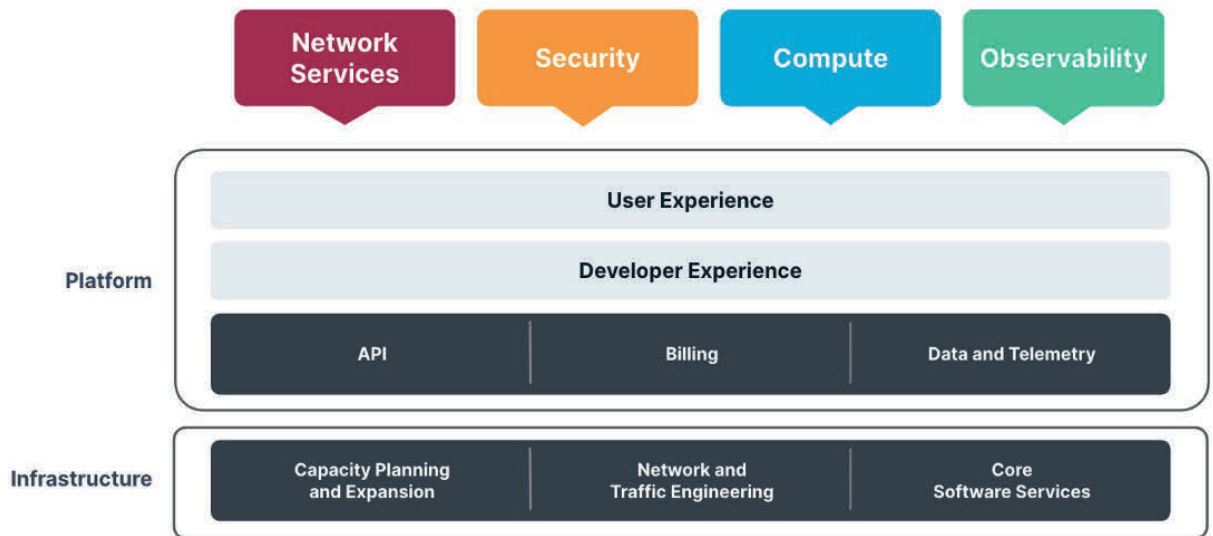 Network
Services
Security
Compute
Observability
Platform
User Experience
Developer Experience
API
Billing
Data and Telemetry
Infrastructure
Capacity Planning
and Expansion
Network and
Traffic Engineering
Core
Software Services